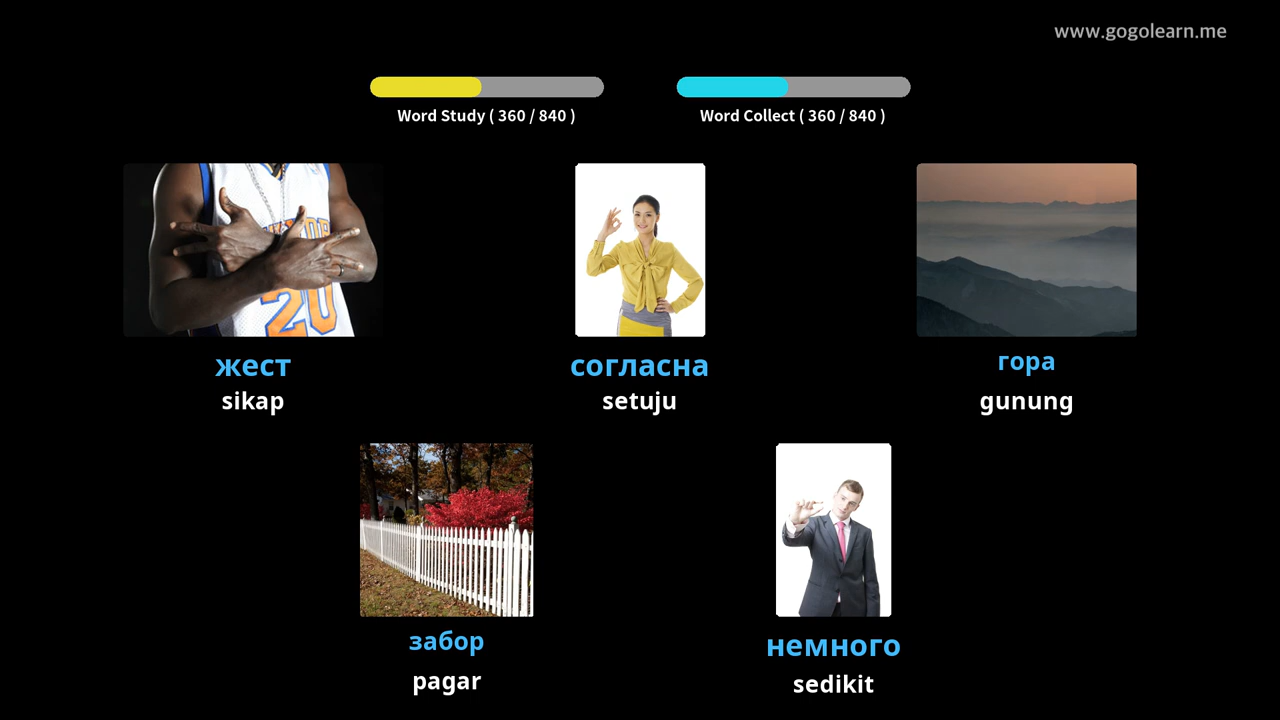 www.gogolearn.me
Word Study ( 360 / 840 )
Word Collect ( 360 / 840 )
20
жест
sikap
согласна
setuju
гора
gunung
забор
pagar
немного
sedikit